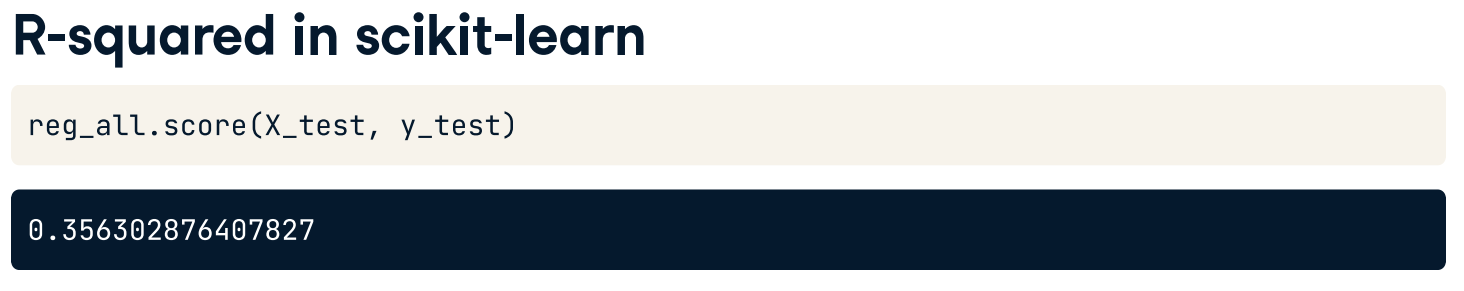 R-squared in scikit-learn
reg_all.score(X_test, y_test)
0.356302876407827